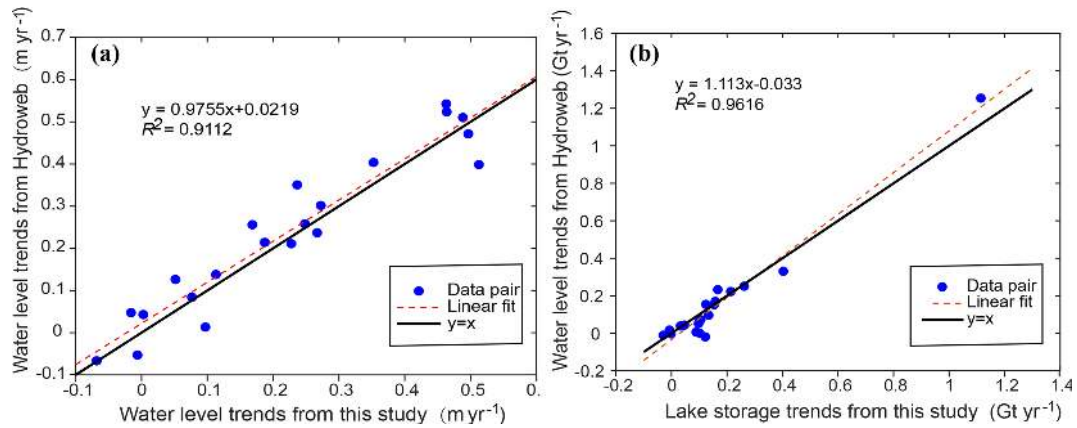 (a)
y = 0.9755x+0.0219
R² = 0.9112
Water level trends from Hydroweb (m yr⁻¹)
0.6
0.5
0.4
0.3
0.2
0.1
0
-0.1
Data pair
Linear fit
y=x
-0.1
0
0.1
0.2
0.3
0.4
0.5
0.
Water level trends from this study (m yr⁻¹)
(b)
y = 1.113x-0.033
R² = 0.9616
Water level trends from Hydroweb (Gt yr⁻¹)
1.6
1.4
1.2
1
0.8
0.6
0.4
0.2
0
-0.2
Data pair
Linear fit
y=x
-0.2
0
0.2
0.4
0.6
0.8
1
1.2
1.4
Lake storage trends from this study (Gt yr⁻¹)